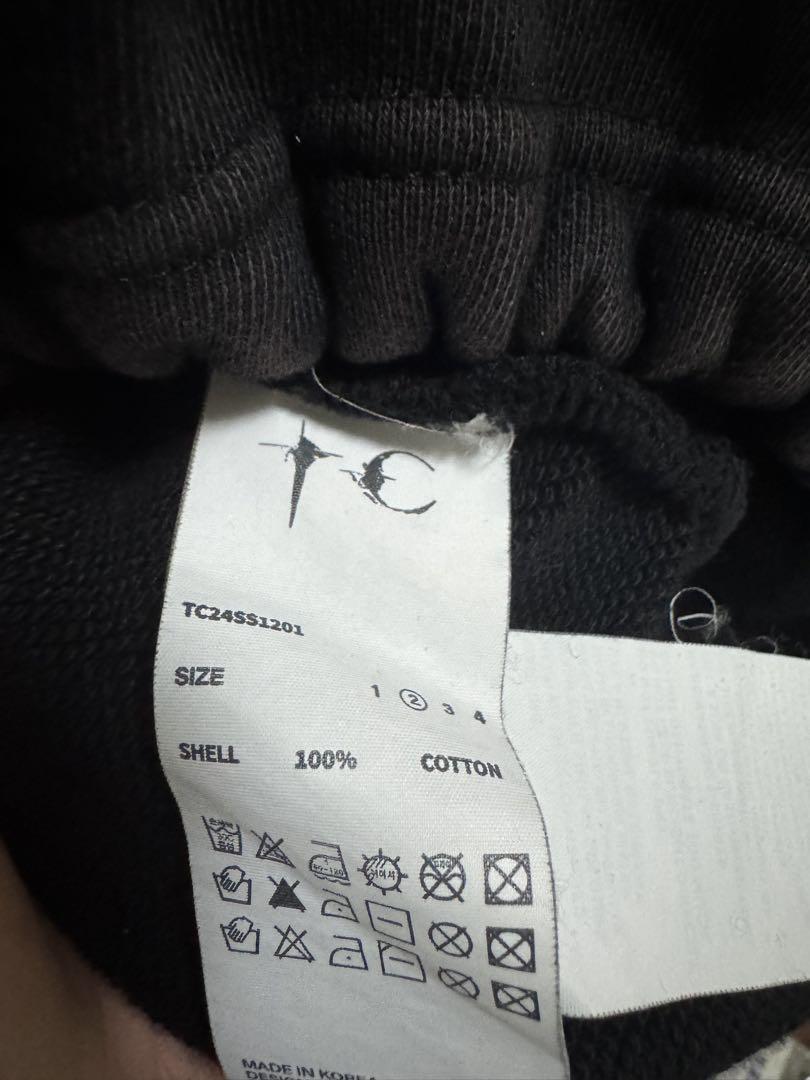 TC
TC24SS1201
SIZE 1 2 3 4
SHELL 100% COTTON
MADE IN KOREA